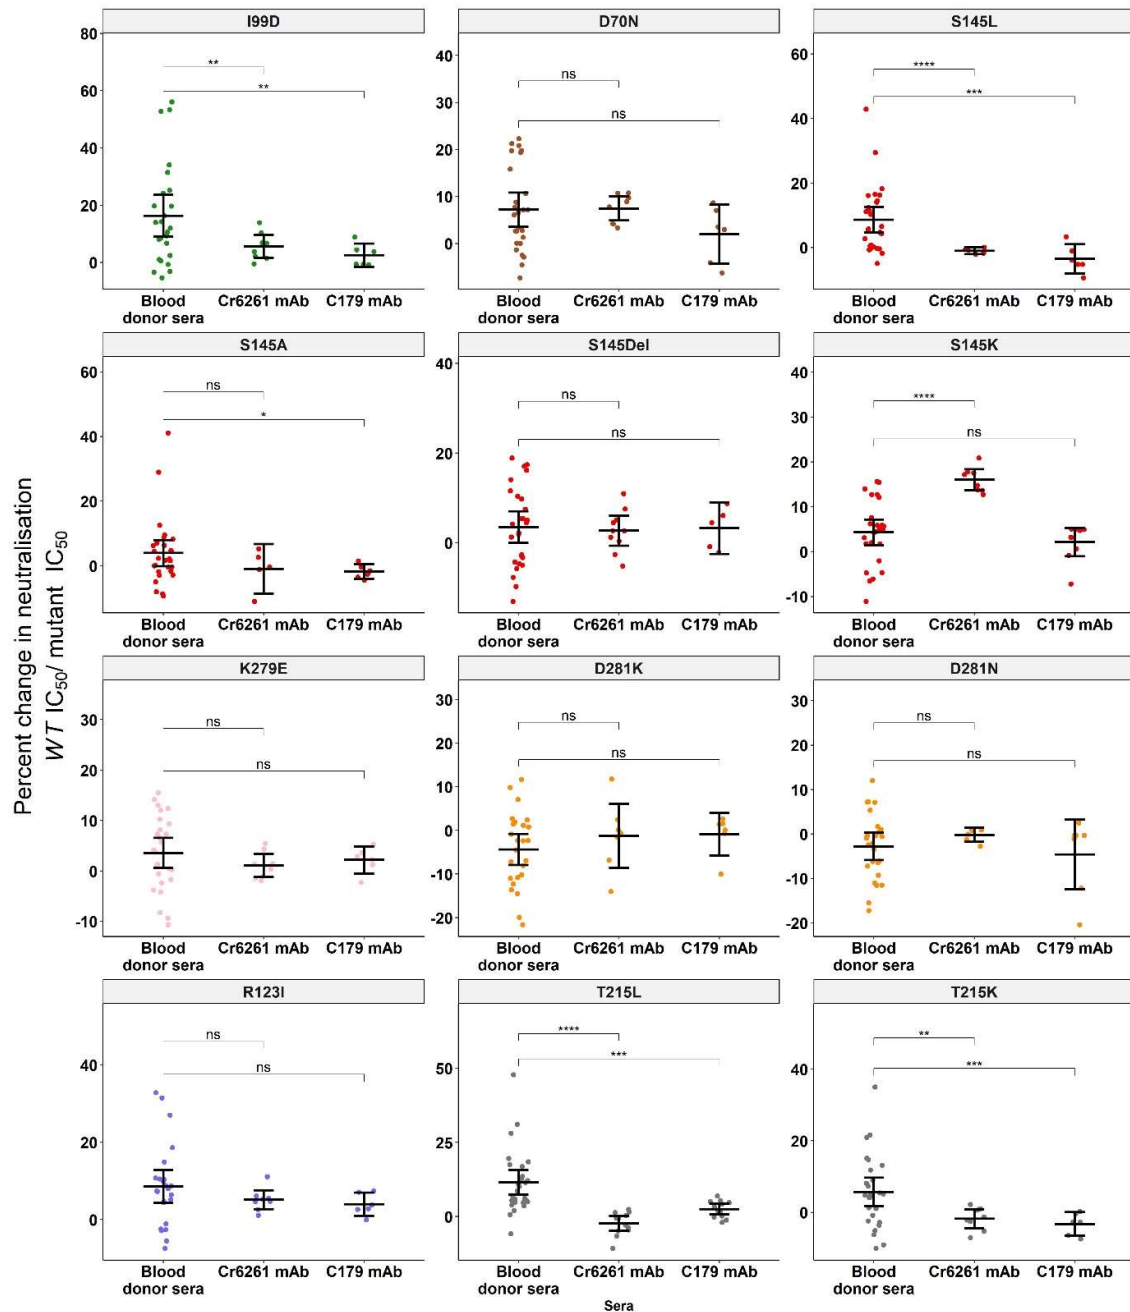 Percent change in neutralisation
WT IC50/ mutant IC50
I99D
80
60
40
20
0
**
**
Blood donor sera
Cr6261 mAb
C179 mAb
D70N
40
30
20
10
0
ns
ns
Blood donor sera
Cr6261 mAb
C179 mAb
S145L
60
40
20
0
****
***
Blood donor sera
Cr6261 mAb
C179 mAb
S145A
60
40
20
0
ns
*
Blood donor sera
Cr6261 mAb
C179 mAb
S145Del
40
20
0
ns
ns
Blood donor sera
Cr6261 mAb
C179 mAb
S145K
40
30
20
10
0
-10
****
ns
Blood donor sera
Cr6261 mAb
C179 mAb
K279E
30
20
10
0
-10
ns
ns
Blood donor sera
Cr6261 mAb
C179 mAb
D281K
30
20
10
0
-10
-20
ns
ns
Blood donor sera
Cr6261 mAb
C179 mAb
D281N
30
20
10
0
-10
-20
ns
ns
Blood donor sera
Cr6261 mAb
C179 mAb
R123I
40
20
0
ns
ns
Blood donor sera
Cr6261 mAb
C179 mAb
T215L
50
25
0
****
***
Blood donor sera
Cr6261 mAb
C179 mAb
T215K
40
20
0
**
***
Blood donor sera
Cr6261 mAb
C179 mAb
Sera